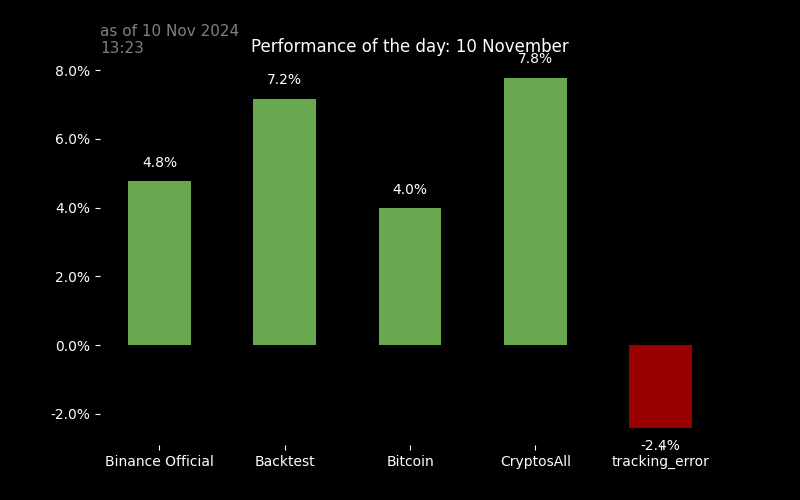 as of 10 Nov 2024
13:23
Performance of the day: 10 November
8.0%
6.0%
4.0%
2.0%
0.0%
-2.0%
4.8%
7.2%
4.0%
7.8%
-2.4%
Binance Official
Backtest
Bitcoin
CryptosAll
tracking_error